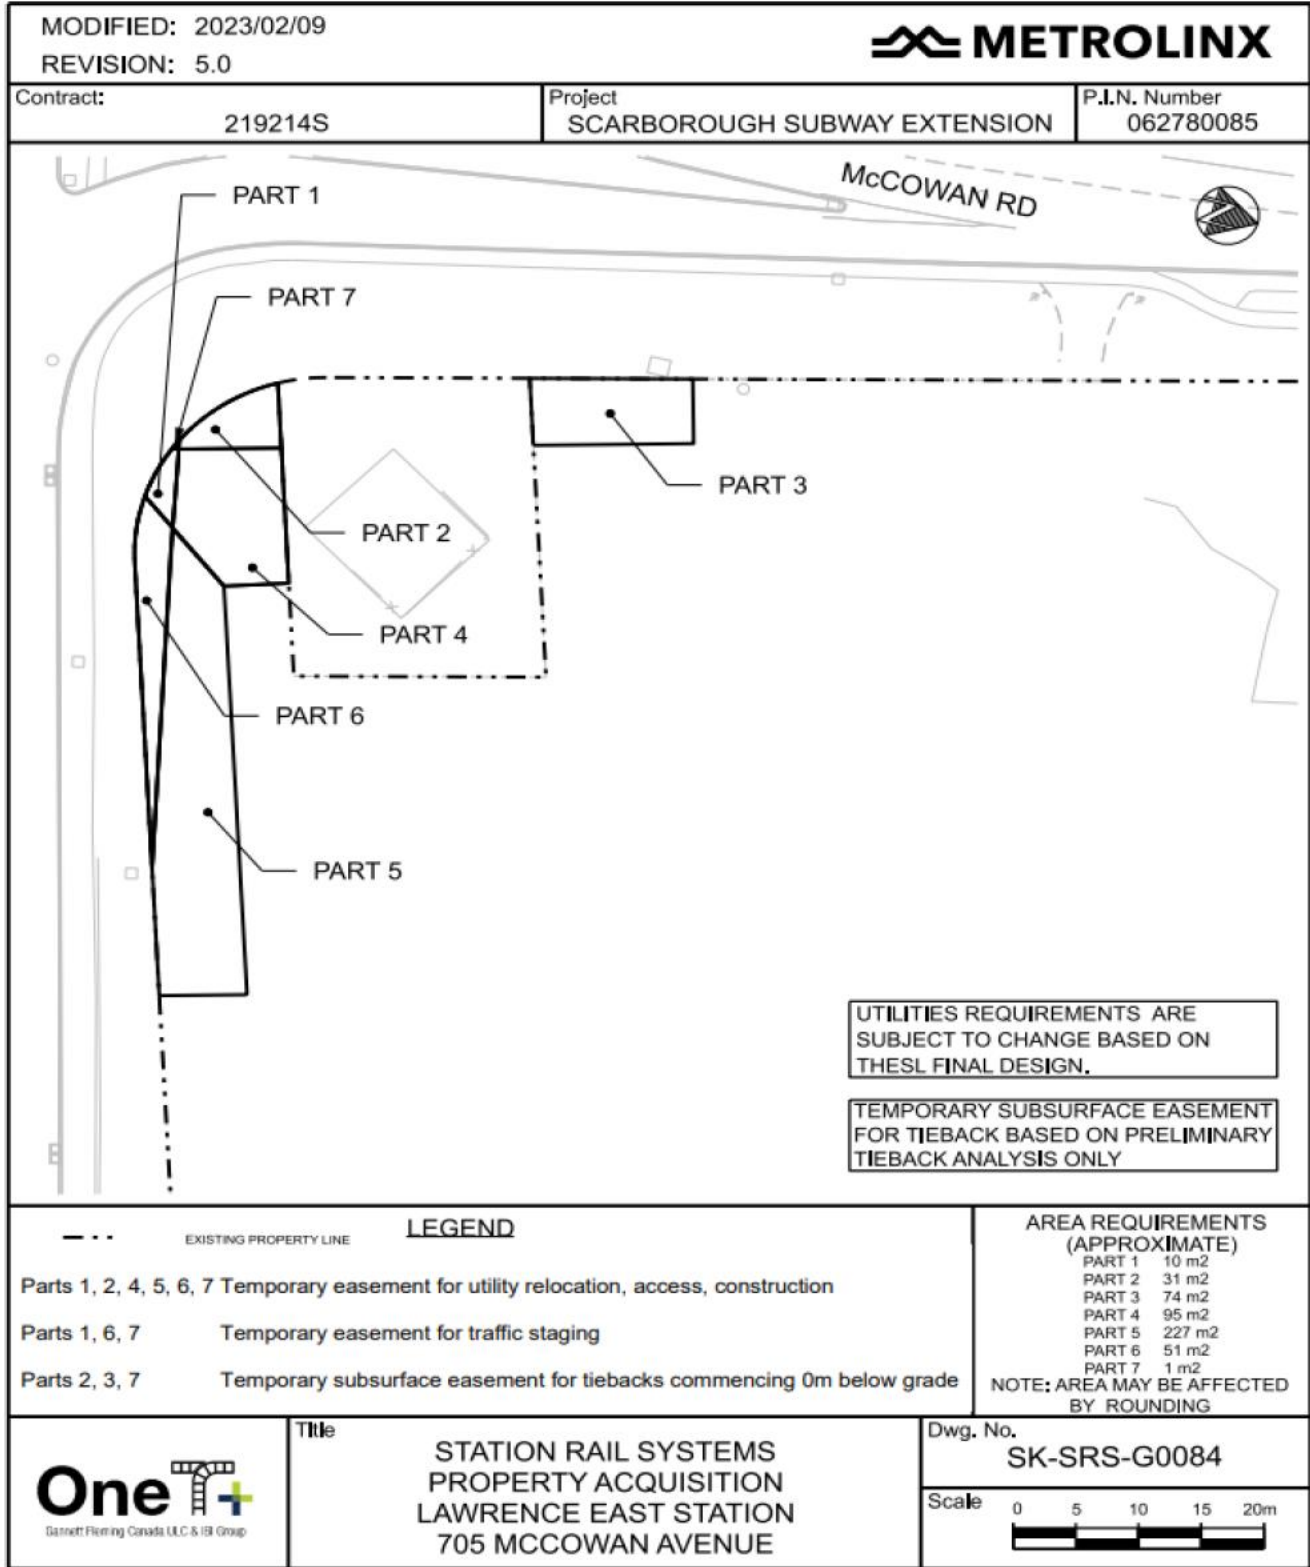 MODIFIED: 2023/02/09
REVISION: 5.0
METROLINX
Contract:
219214S
Project
SCARBOROUGH SUBWAY EXTENSION
P.I.N. Number
062780085
McCOWAN RD
PART 1
PART 7
PART 3
PART 2
PART 4
PART 6
PART 5
UTILITIES REQUIREMENTS ARE
SUBJECT TO CHANGE BASED ON
THESL FINAL DESIGN.
TEMPORARY SUBSURFACE EASEMENT
FOR TIEBACK BASED ON PRELIMINARY
TIEBACK ANALYSIS ONLY
LEGEND
EXISTING PROPERTY LINE
Parts 1, 2, 4, 5, 6, 7 Temporary easement for utility relocation, access, construction
Parts 1, 6, 7 Temporary easement for traffic staging
Parts 2, 3, 7 Temporary subsurface easement for tiebacks commencing 0m below grade
AREA REQUIREMENTS
(APPROXIMATE)
PART 1 10 m2
PART 2 31 m2
PART 3 74 m2
PART 4 95 m2
PART 5 227 m2
PART 6 51 m2
PART 7 1 m2
NOTE: AREA MAY BE AFFECTED
BY ROUNDING
One T+
Gannett Fleming Canada ULC & IBI Group
Title
STATION RAIL SYSTEMS
PROPERTY ACQUISITION
LAWRENCE EAST STATION
705 MCCOWAN AVENUE
Dwg. No.
SK-SRS-G0084
Scale
0 5 10 15 20m